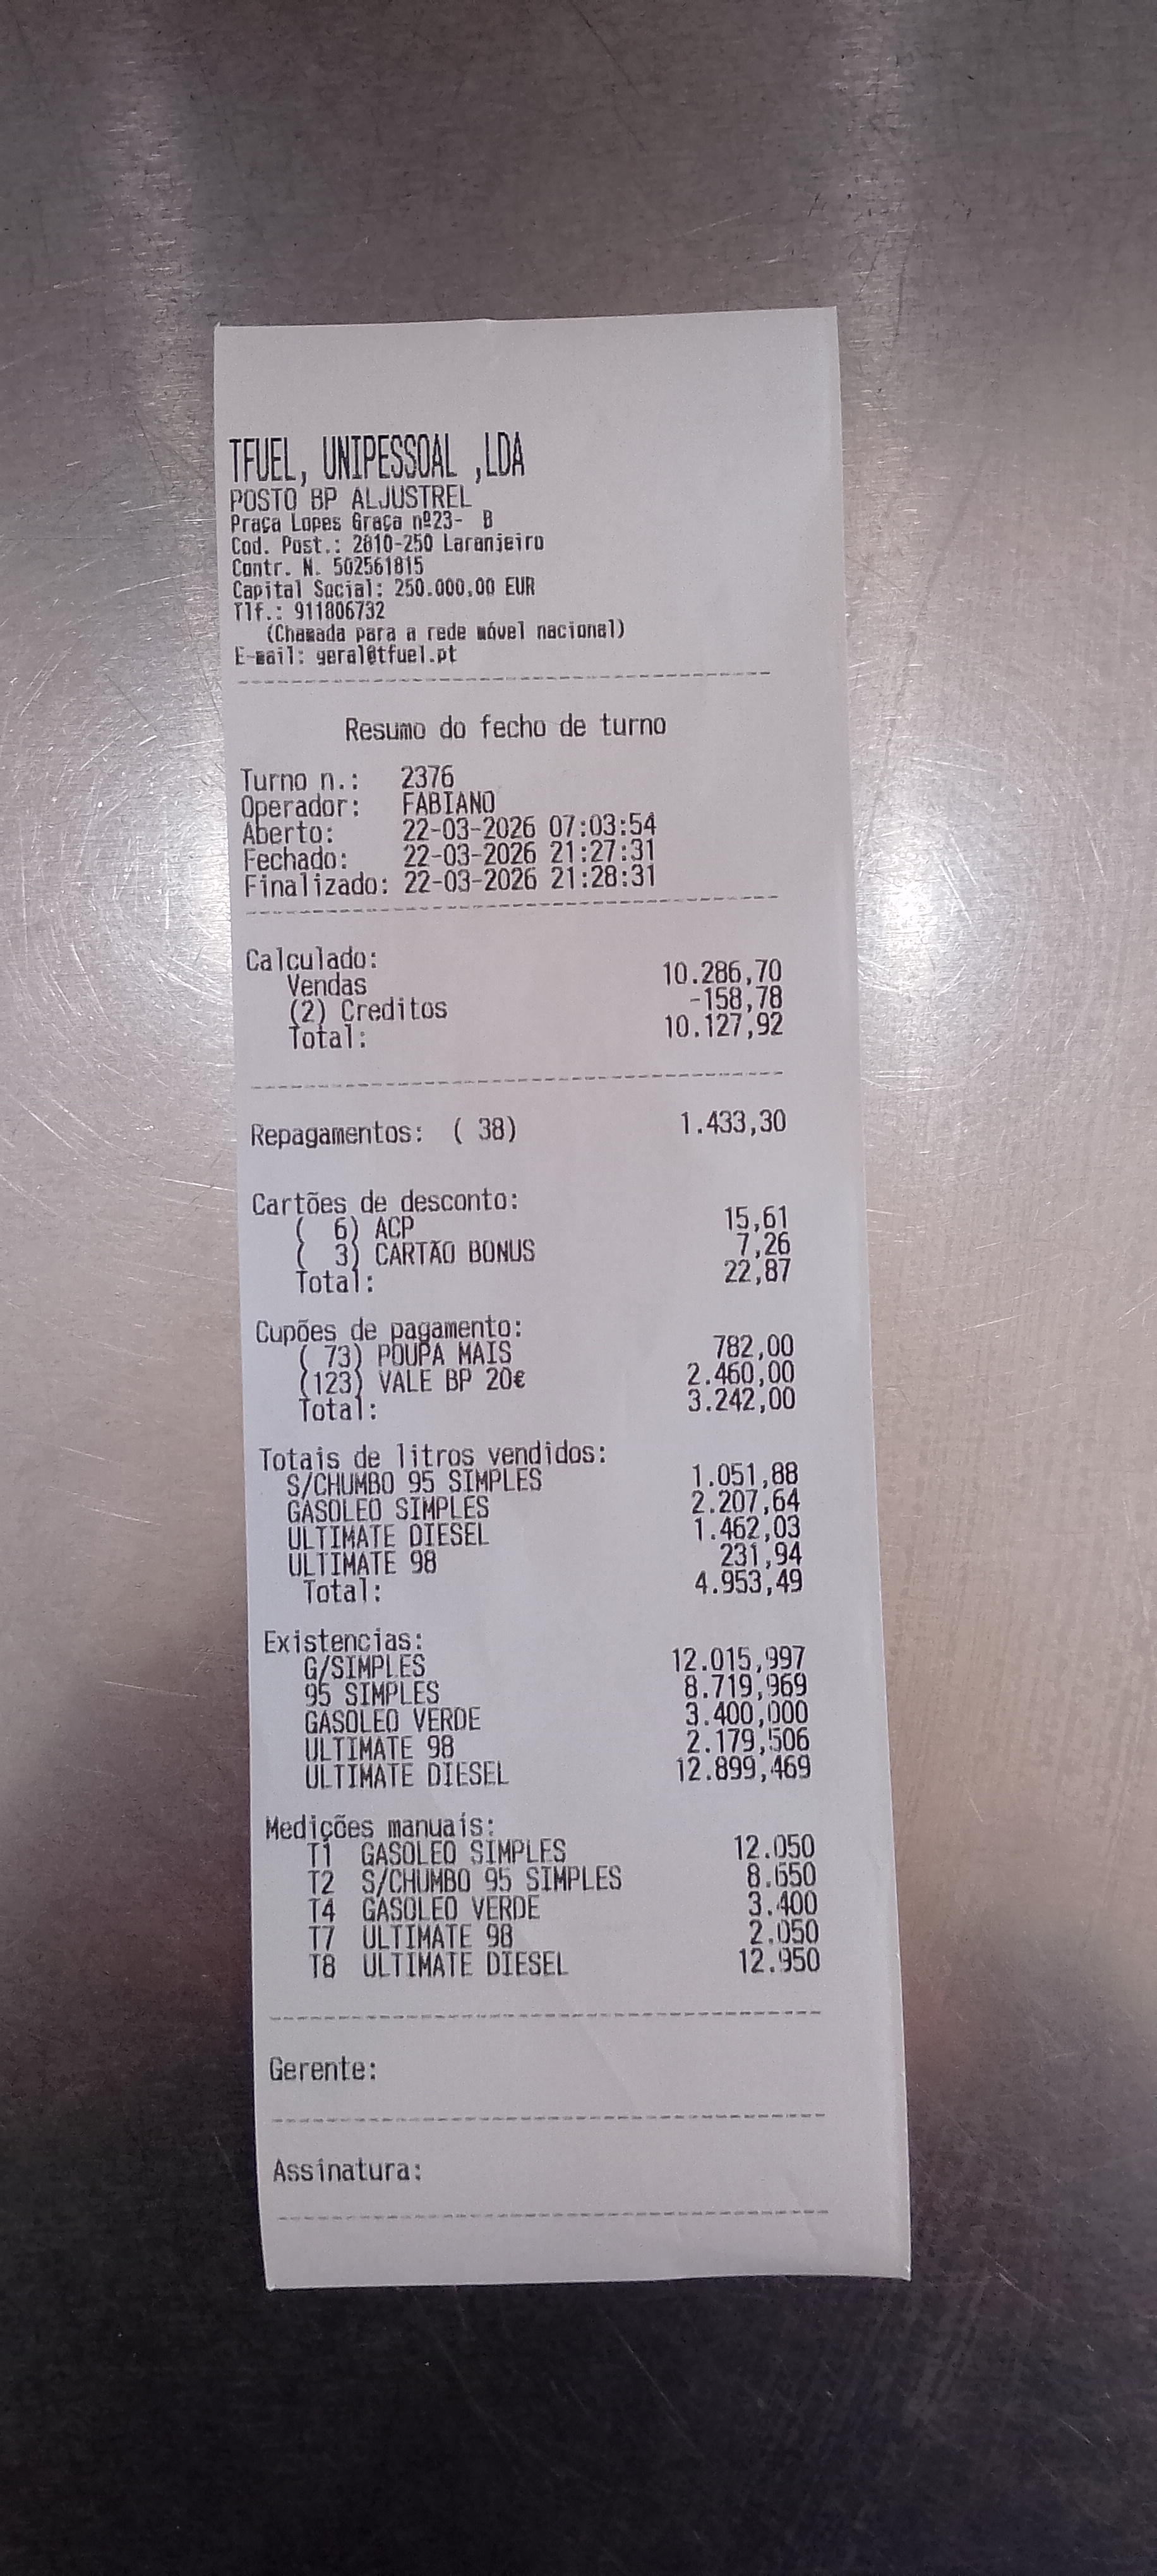 TFUEL, UNIPESSOAL ,LDA
POSTO BP ALJUSTREL
Praça Lopes Graça nº23-  B
Cod. Post.: 2810-250 Laranjeiro
Contr. N. 502561815
Capital Social: 250.000,00 EUR
Tlf.: 911806732
(Chamada para a rede móvel nacional)
E-mail: geral@tfuel.pt
Resumo do fecho de turno
Turno n.: 2376
Operador: FABIANO
Aberto: 22-03-2026 07:03:54
Fechado: 22-03-2026 21:27:31
Finalizado: 22-03-2026 21:28:31
Calculado:
Vendas 10.286,70
(2) Creditos -158,78
Total: 10.127,92
Repagamentos: ( 38) 1.433,30
Cartões de desconto:
( 6) ACP 15,61
( 3) CARTÃO BONUS 7,26
Total: 22,87
Cupões de pagamento:
( 73) POUPA MAIS 782,00
(123) VALE BP 20€ 2.460,00
Total: 3.242,00
Totais de litros vendidos:
S/CHUMBO 95 SIMPLES 1.051,88
GASOLEO SIMPLES 2.207,64
ULTIMATE DIESEL 1.462,03
ULTIMATE 98 231,94
Total: 4.953,49
Existencias:
G/SIMPLES 12.015,997
95 SIMPLES 8.719,969
GASOLEO VERDE 3.400,000
ULTIMATE 98 2.179,506
ULTIMATE DIESEL 12.899,469
Medições manuais:
T1 GASOLEO SIMPLES 12.050
T2 S/CHUMBO 95 SIMPLES 8.650
T4 GASOLEO VERDE 3.400
T7 ULTIMATE 98 2.050
T8 ULTIMATE DIESEL 12.950
Gerente:
Assinatura: